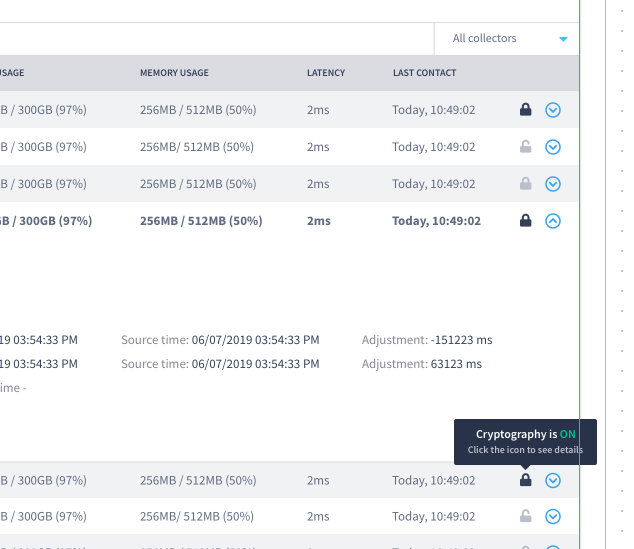 All collectors
USAGE MEMORY USAGE LATENCY LAST CONTACT
B / 300GB (97%) 256MB / 512MB (50%) 2ms Today, 10:49:02
B / 300GB (97%) 256MB/ 512MB (50%) 2ms Today, 10:49:02
B / 300GB (97%) 256MB / 512MB (50%) 2ms Today, 10:49:02
GB / 300GB (97%) 256MB / 512MB (50%) 2ms Today, 10:49:02
19 03:54:33 PM Source time: 06/07/2019 03:54:33 PM Adjustment: -151223 ms
19 03:54:33 PM Source time: 06/07/2019 03:54:33 PM Adjustment: 63123 ms
ime -
Cryptography is ON
Click the icon to see details
B / 300GB (97%) 256MB / 512MB (50%) 2ms Today, 10:49:02
B / 300GB (97%) 256MB/ 512MB (50%) 2ms Today, 10:49:02